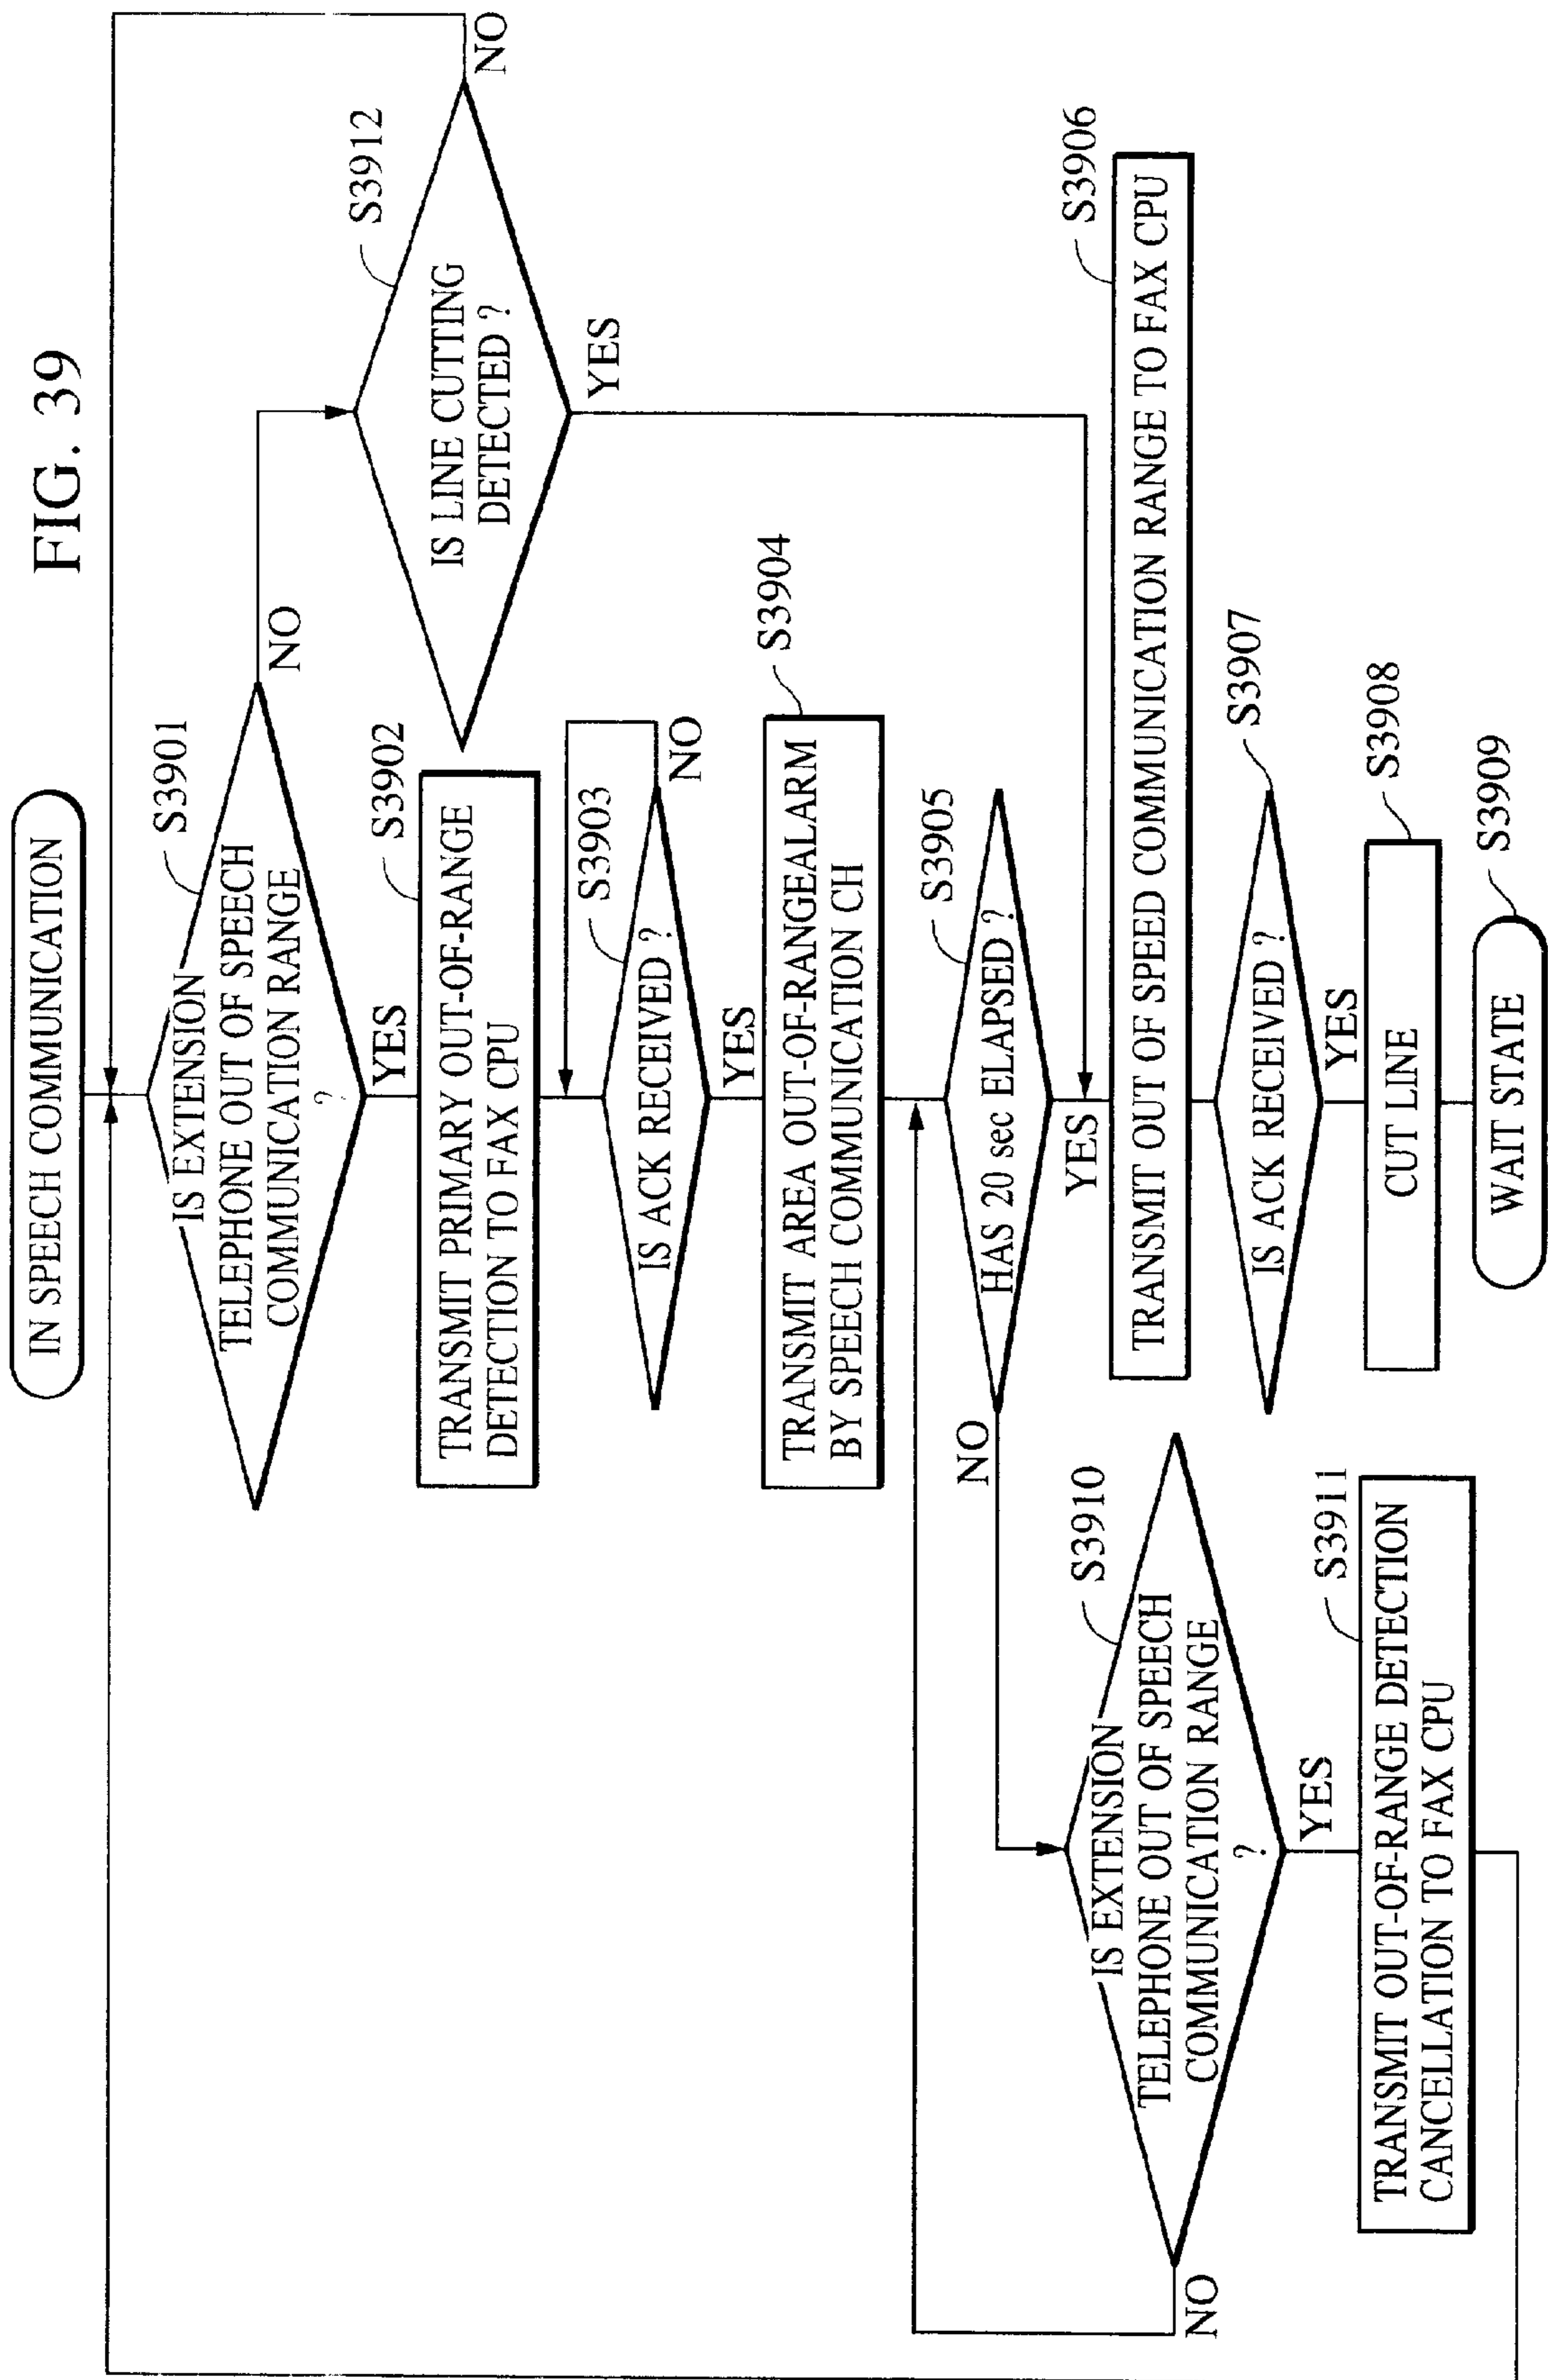 FIG. 39
IN SPEECH COMMUNICATION
S3901
IS EXTENSION
TELEPHONE OUT OF SPEECH
COMMUNICATION RANGE
?
NO
YES
S3912
IS LINE CUTTING
DETECTED ?
NO
YES
S3902
TRANSMIT PRIMARY OUT-OF-RANGE
DETECTION TO FAX CPU
S3903
IS ACK RECEIVED ?
NO
YES
S3904
TRANSMIT AREA OUT-OF-RANGEALARM
BY SPEECH COMMUNICATION CH
S3905
HAS 20 sec ELAPSED ?
NO
YES
S3906
TRANSMIT OUT OF SPEED COMMUNICATION RANGE TO FAX CPU
S3907
IS ACK RECEIVED ?
YES
S3908
CUT LINE
S3909
WAIT STATE
S3910
IS EXTENSION
TELEPHONE OUT OF SPEECH
COMMUNICATION RANGE
?
NO
YES
S3911
TRANSMIT OUT-OF-RANGE DETECTION
CANCELLATION TO FAX CPU